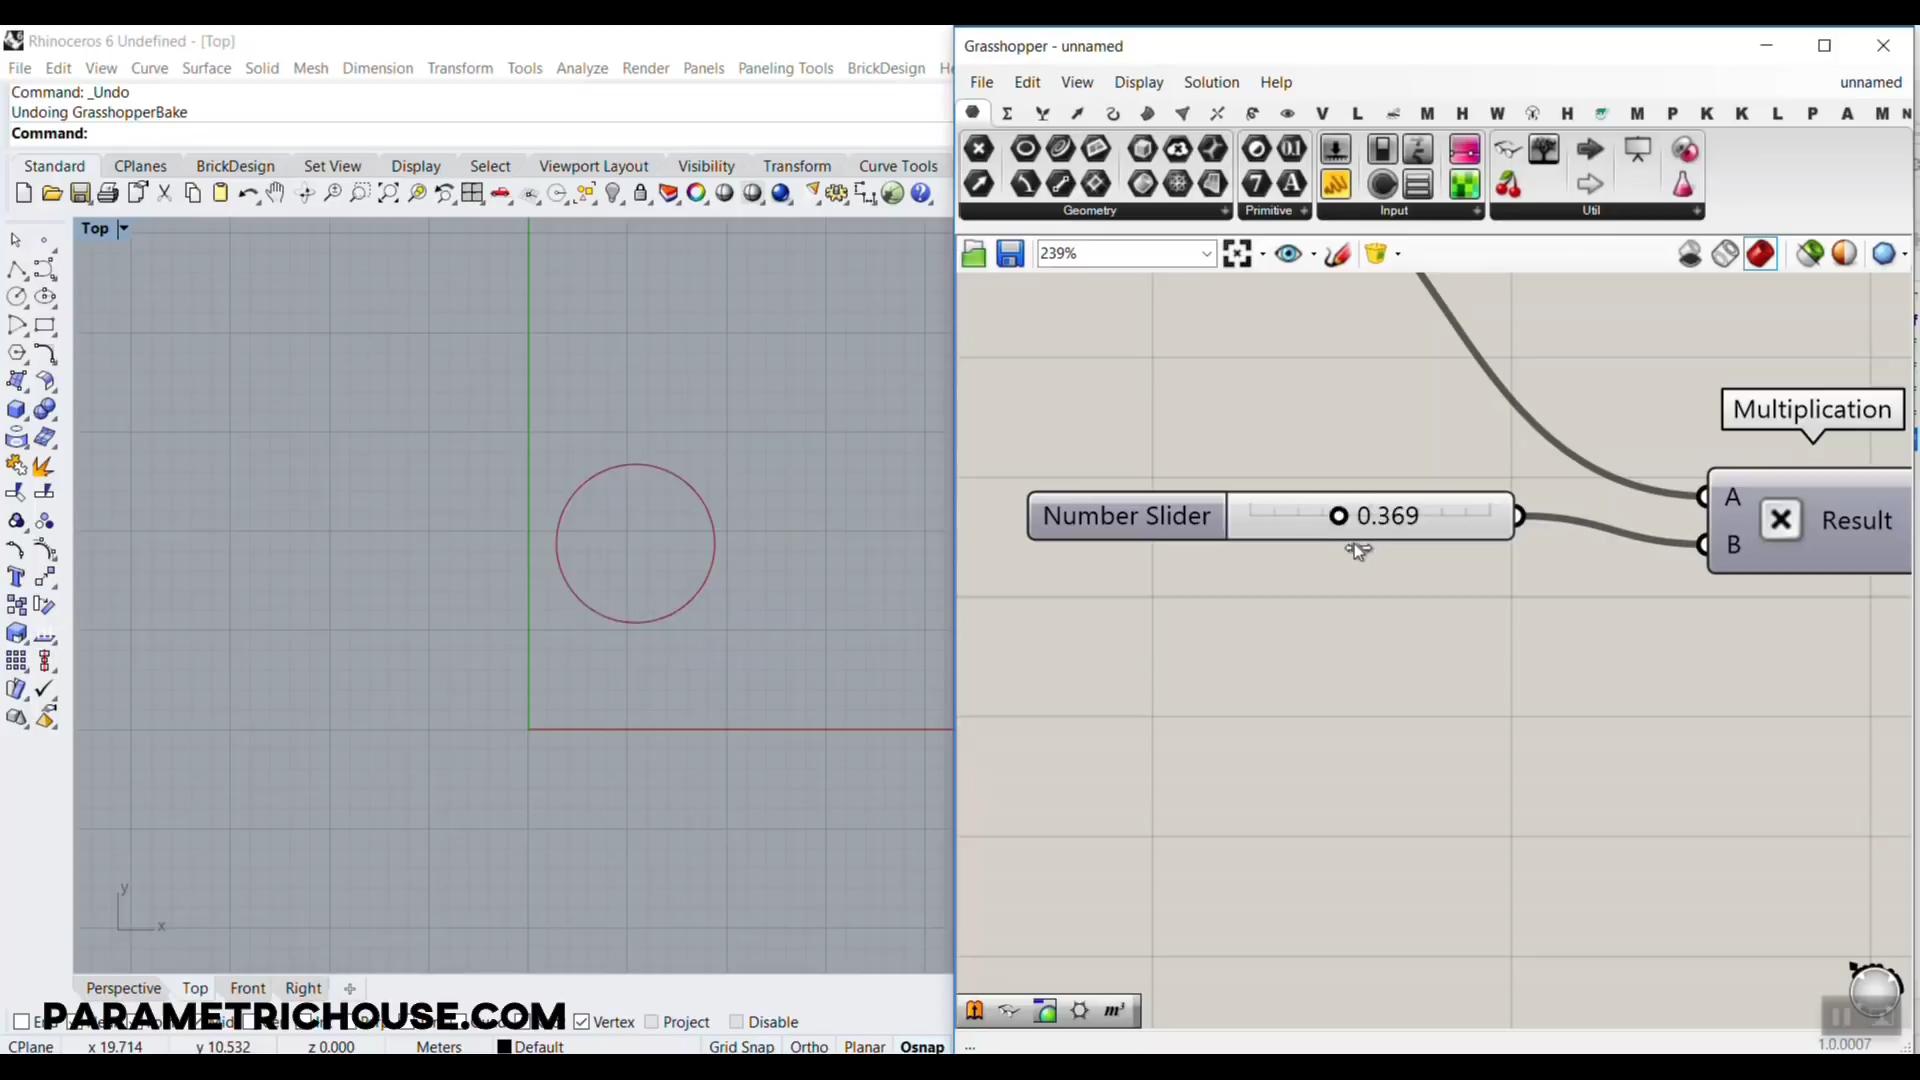 Rhinoceros 6 Undefined - [Top]
File Edit View Curve Surface Solid Mesh Dimension Transform Tools Analyze Render Panels Paneling Tools BrickDesign
Command: _Undo
Undoing GrasshopperBake
Command:
Standard CPlanes BrickDesign Set View Display Select Viewport Layout Visibility Transform Curve Tools
Top
y
x
Perspective Top Front Right
PARAMETRICHOUSE.COM
Vertex Project Disable
CPlane x 19.714 y 10.532 z 0.000 Meters Default Grid Snap Ortho Planar Osnap
Grasshopper - unnamed
File Edit View Display Solution Help unnamed
V L M H W H M P K K L P A M N
Geometry Primitive Input Util
239%
Multiplication
Number Slider 0.369
A
B
Result
m³
...
1.0.0007